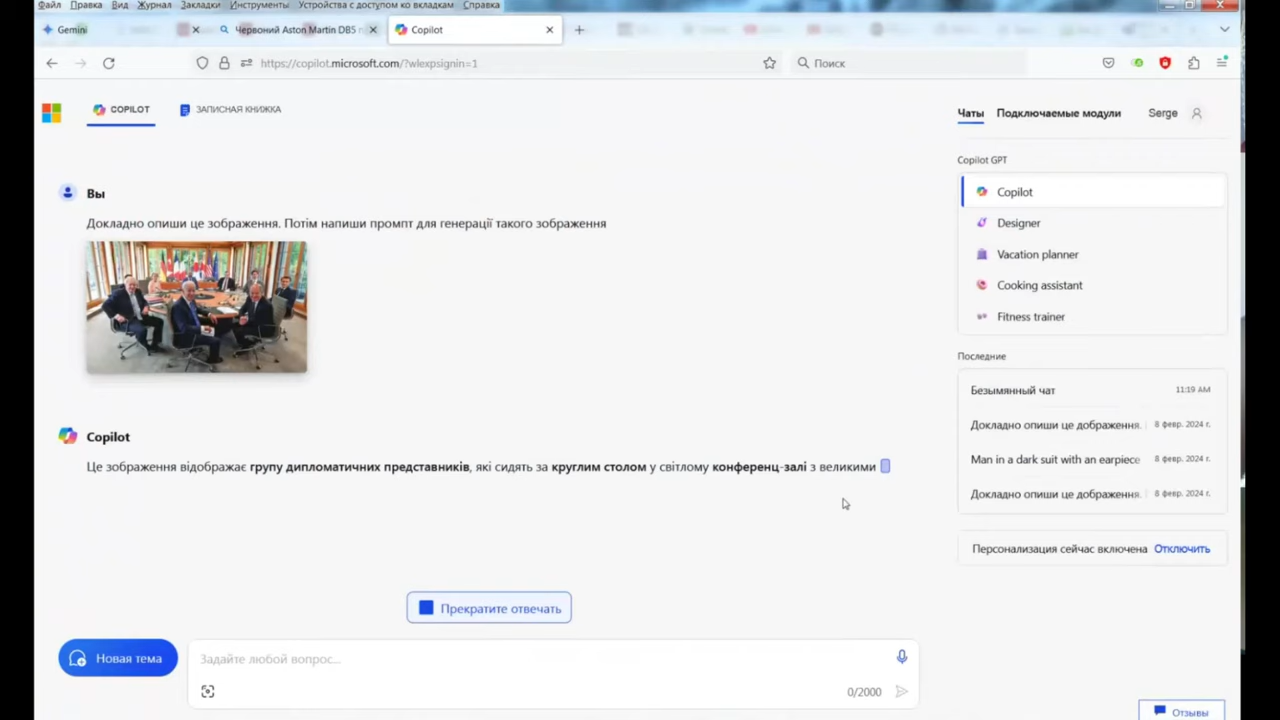 Файл Правка Вид Журнал Закладки Инструменты Устройства с доступом ко вкладкам Справка
Gemini
Червоний Aston Martin DB5
Copilot
https://copilot.microsoft.com/?wlexpsignin=1
Поиск
COPILOT
ЗАПИСНАЯ КНИЖКА
Чаты Подключаемые модули Serge
Вы
Докладно опиши це зображення. Потім напиши промпт для генерації такого зображення
Copilot
Це зображення відображає групу дипломатичних представників, які сидять за круглим столом у світлому конференц-залі з великими
Прекратите отвечать
Новая тема
Задайте любой вопрос...
0/2000
Copilot GPT
Copilot
Designer
Vacation planner
Cooking assistant
Fitness trainer
Последние
Безымянный чат 11:19 AM
Докладно опиши це дображення. 8 февр. 2024 г.
Man in a dark suit with an earpiece 8 февр. 2024 г.
Докладно опиши це дображення. 8 февр. 2024 г.
Персонализация сейчас включена Отключить
Отзывы